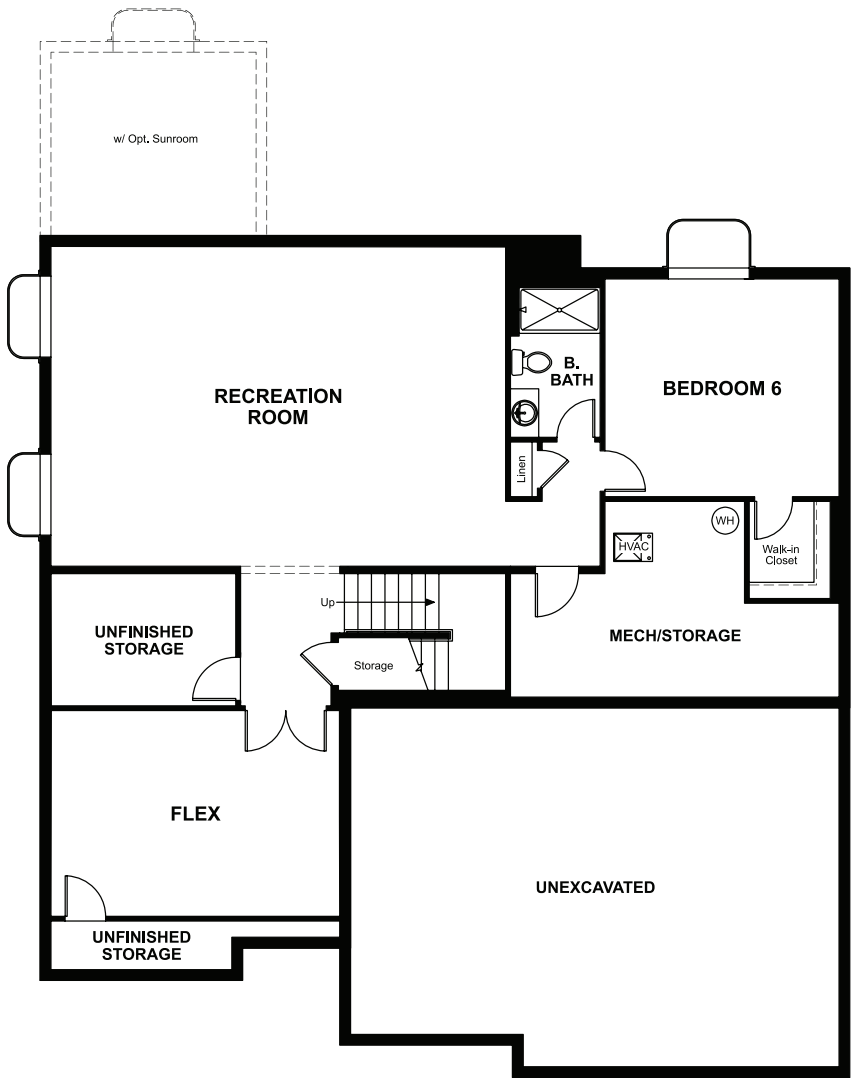 w/ Opt. Sunroom
RECREATION
ROOM
B.
BATH
BEDROOM 6
Linen
WH
HVAC
Walk-in
Closet
Up
UNFINISHED
STORAGE
MECH/STORAGE
Storage
FLEX
UNEXCAVATED
UNFINISHED
STORAGE